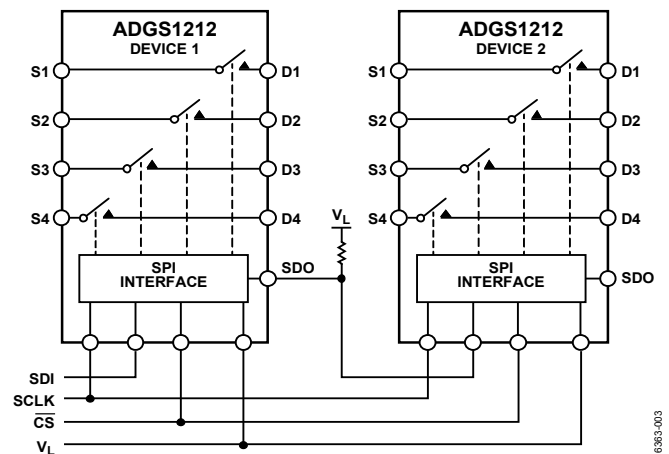 ADGS1212
DEVICE 1
S1
D1
S2
D2
S3
D3
S4
D4
SPI
INTERFACE
SDO
VL
ADGS1212
DEVICE 2
S1
D1
S2
D2
S3
D3
S4
D4
SPI
INTERFACE
SDO
SDI
SCLK
CS
VL
6363-003